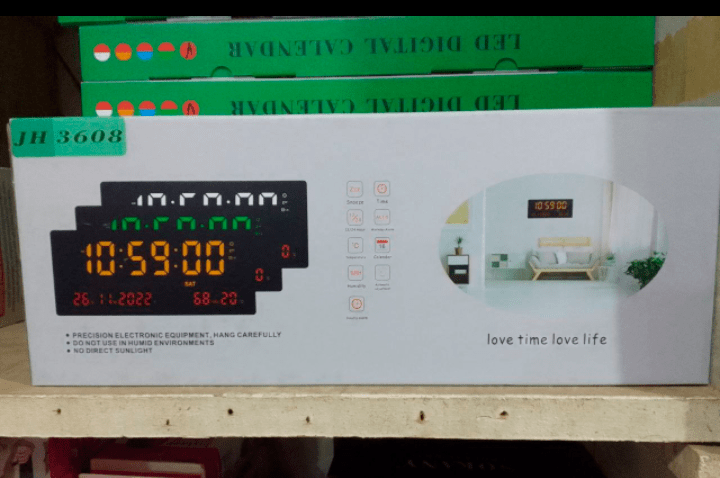 LED DIGITAL CALENDAR
LED DIGITAL CALENDAR
JH 3608
10:59:00
SAT
26-11-2022 68 20
Snooze Time
Calendar
10:59:00
• PRECISION ELECTRONIC EQUIPMENT, HANG CAREFULLY
• DO NOT USE IN HUMID ENVIRONMENTS
• NO DIRECT SUNLIGHT
love time love life